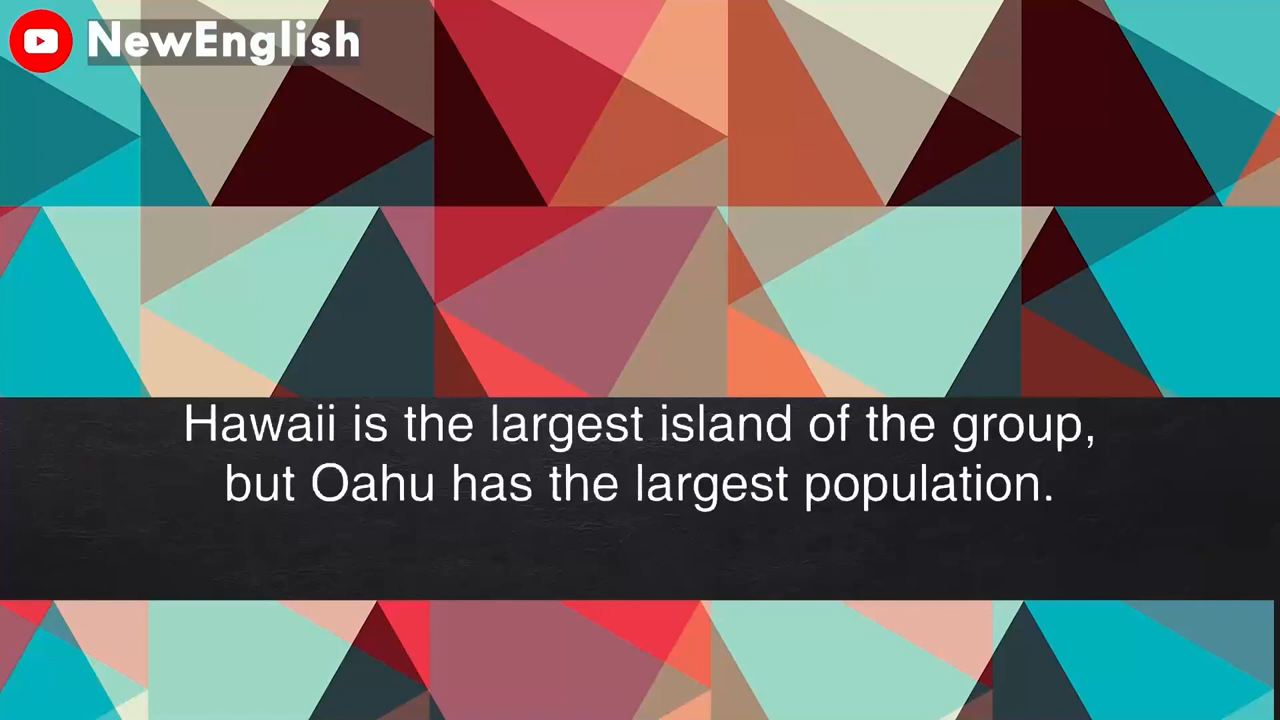 NewEnglish
Hawaii is the largest island of the group,
but Oahu has the largest population.